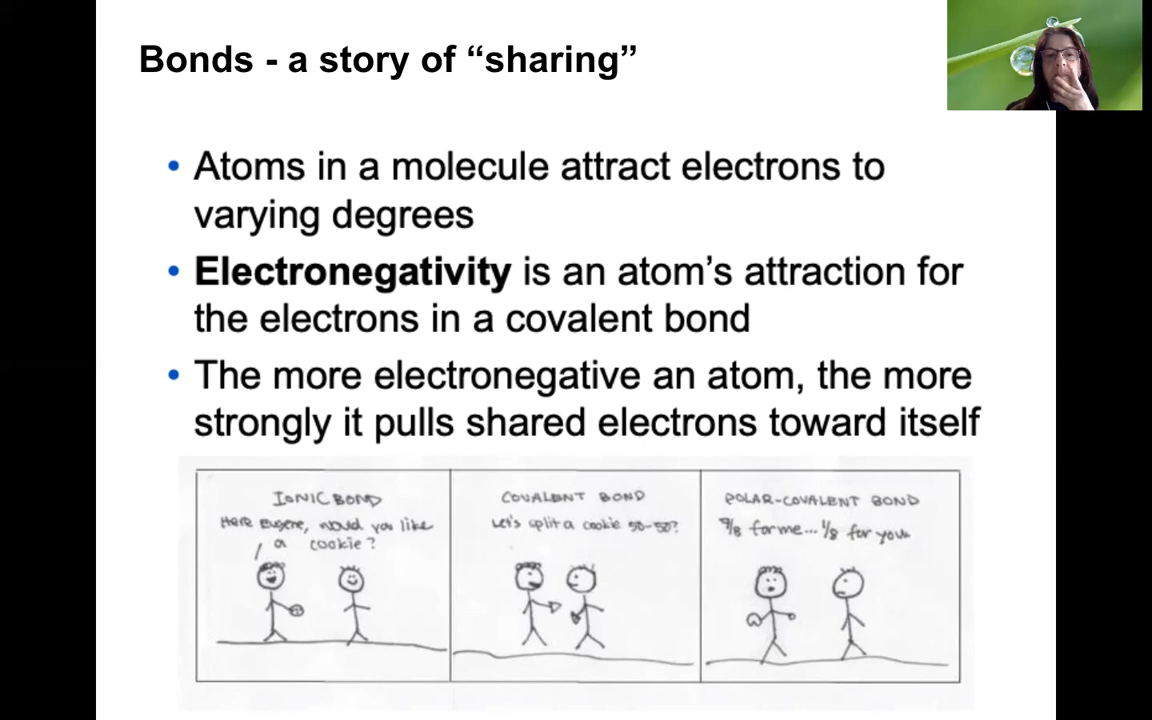 Bonds - a story of “sharing”
• Atoms in a molecule attract electrons to
varying degrees
• Electronegativity is an atom’s attraction for
the electrons in a covalent bond
• The more electronegative an atom, the more
strongly it pulls shared electrons toward itself
IONIC BOND
Here Eugene, would you like
a cookie?
COVALENT BOND
Let's split a cookie 50-50?
POLAR-COVALENT BOND
for me... 1/8 for you